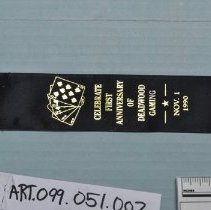 CELEBRATE
FIRST
ANNIVERSARY
OF
DEADWOOD
GAMING
NOV. 1
1990
ART.099.051.007